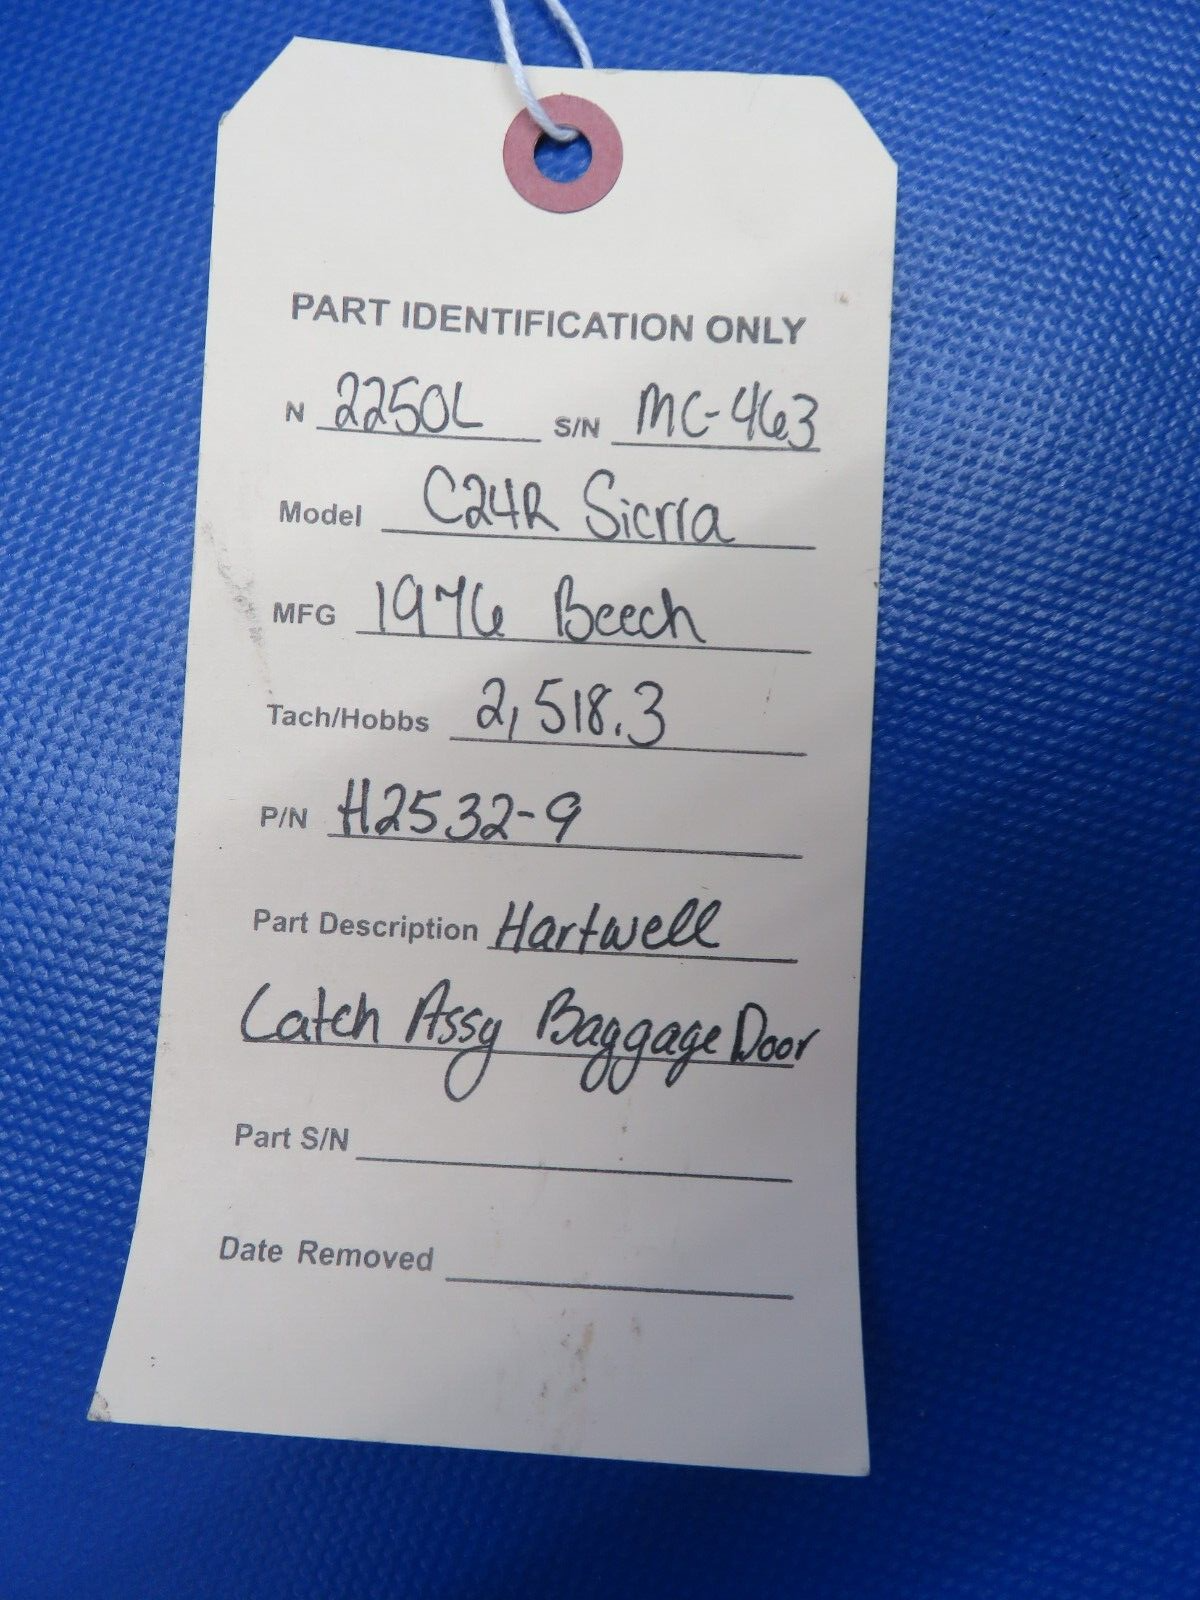 PART IDENTIFICATION ONLY
N 2250L S/N MC-463
Model C24R Sierra
MFG 1976 Beech
Tach/Hobbs 2,518.3
P/N H2532-9
Part Description Hartwell
Catch Assy Baggage Door
Part S/N
Date Removed